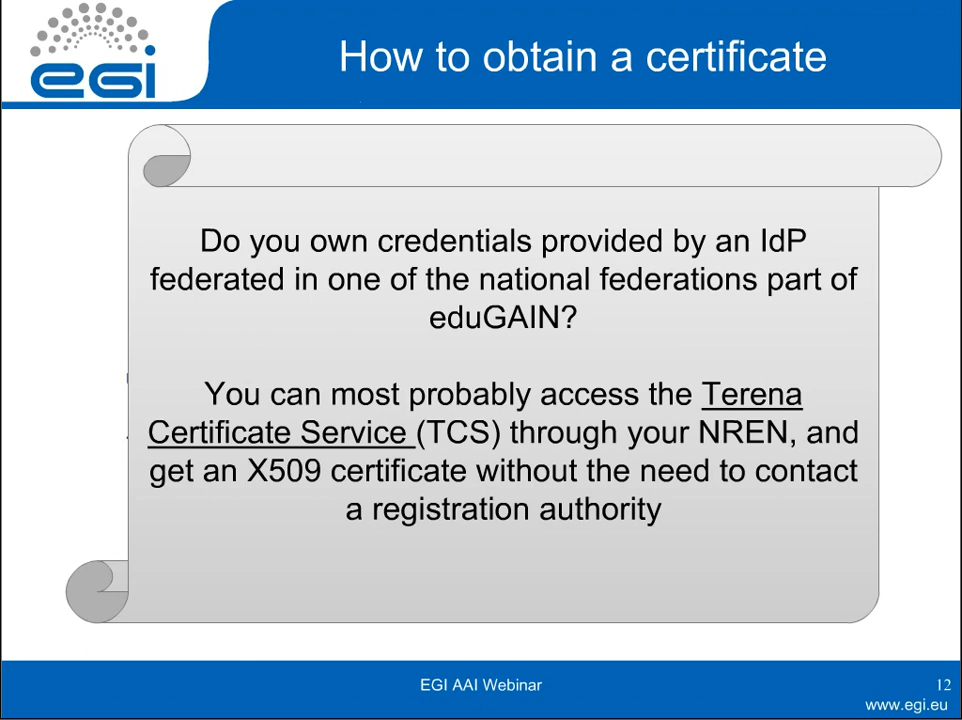 egi
How to obtain a certificate
Do you own credentials provided by an IdP
federated in one of the national federations part of
eduGAIN?
You can most probably access the Terena
Certificate Service (TCS) through your NREN, and
get an X509 certificate without the need to contact
a registration authority
EGI AAI Webinar
12
www.egi.eu